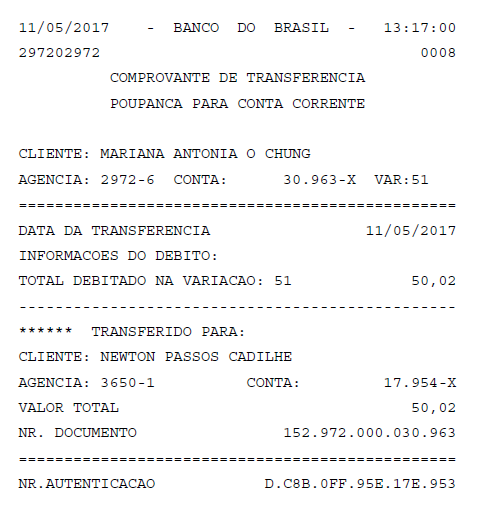 11/05/2017 - BANCO DO BRASIL - 13:17:00
297202972 0008
COMPROVANTE DE TRANSFERENCIA
POUPANCA PARA CONTA CORRENTE
CLIENTE: MARIANA ANTONIA O CHUNG
AGENCIA: 2972-6 CONTA: 30.963-X VAR:51
================================================
DATA DA TRANSFERENCIA 11/05/2017
INFORMACOES DO DEBITO:
TOTAL DEBITADO NA VARIACAO: 51 50,02
------------------------------------------------
****** TRANSFERIDO PARA:
CLIENTE: NEWTON PASSOS CADILHE
AGENCIA: 3650-1 CONTA: 17.954-X
VALOR TOTAL 50,02
NR. DOCUMENTO 152.972.000.030.963
================================================
NR.AUTENTICACAO D.C8B.0FF.95E.17E.953